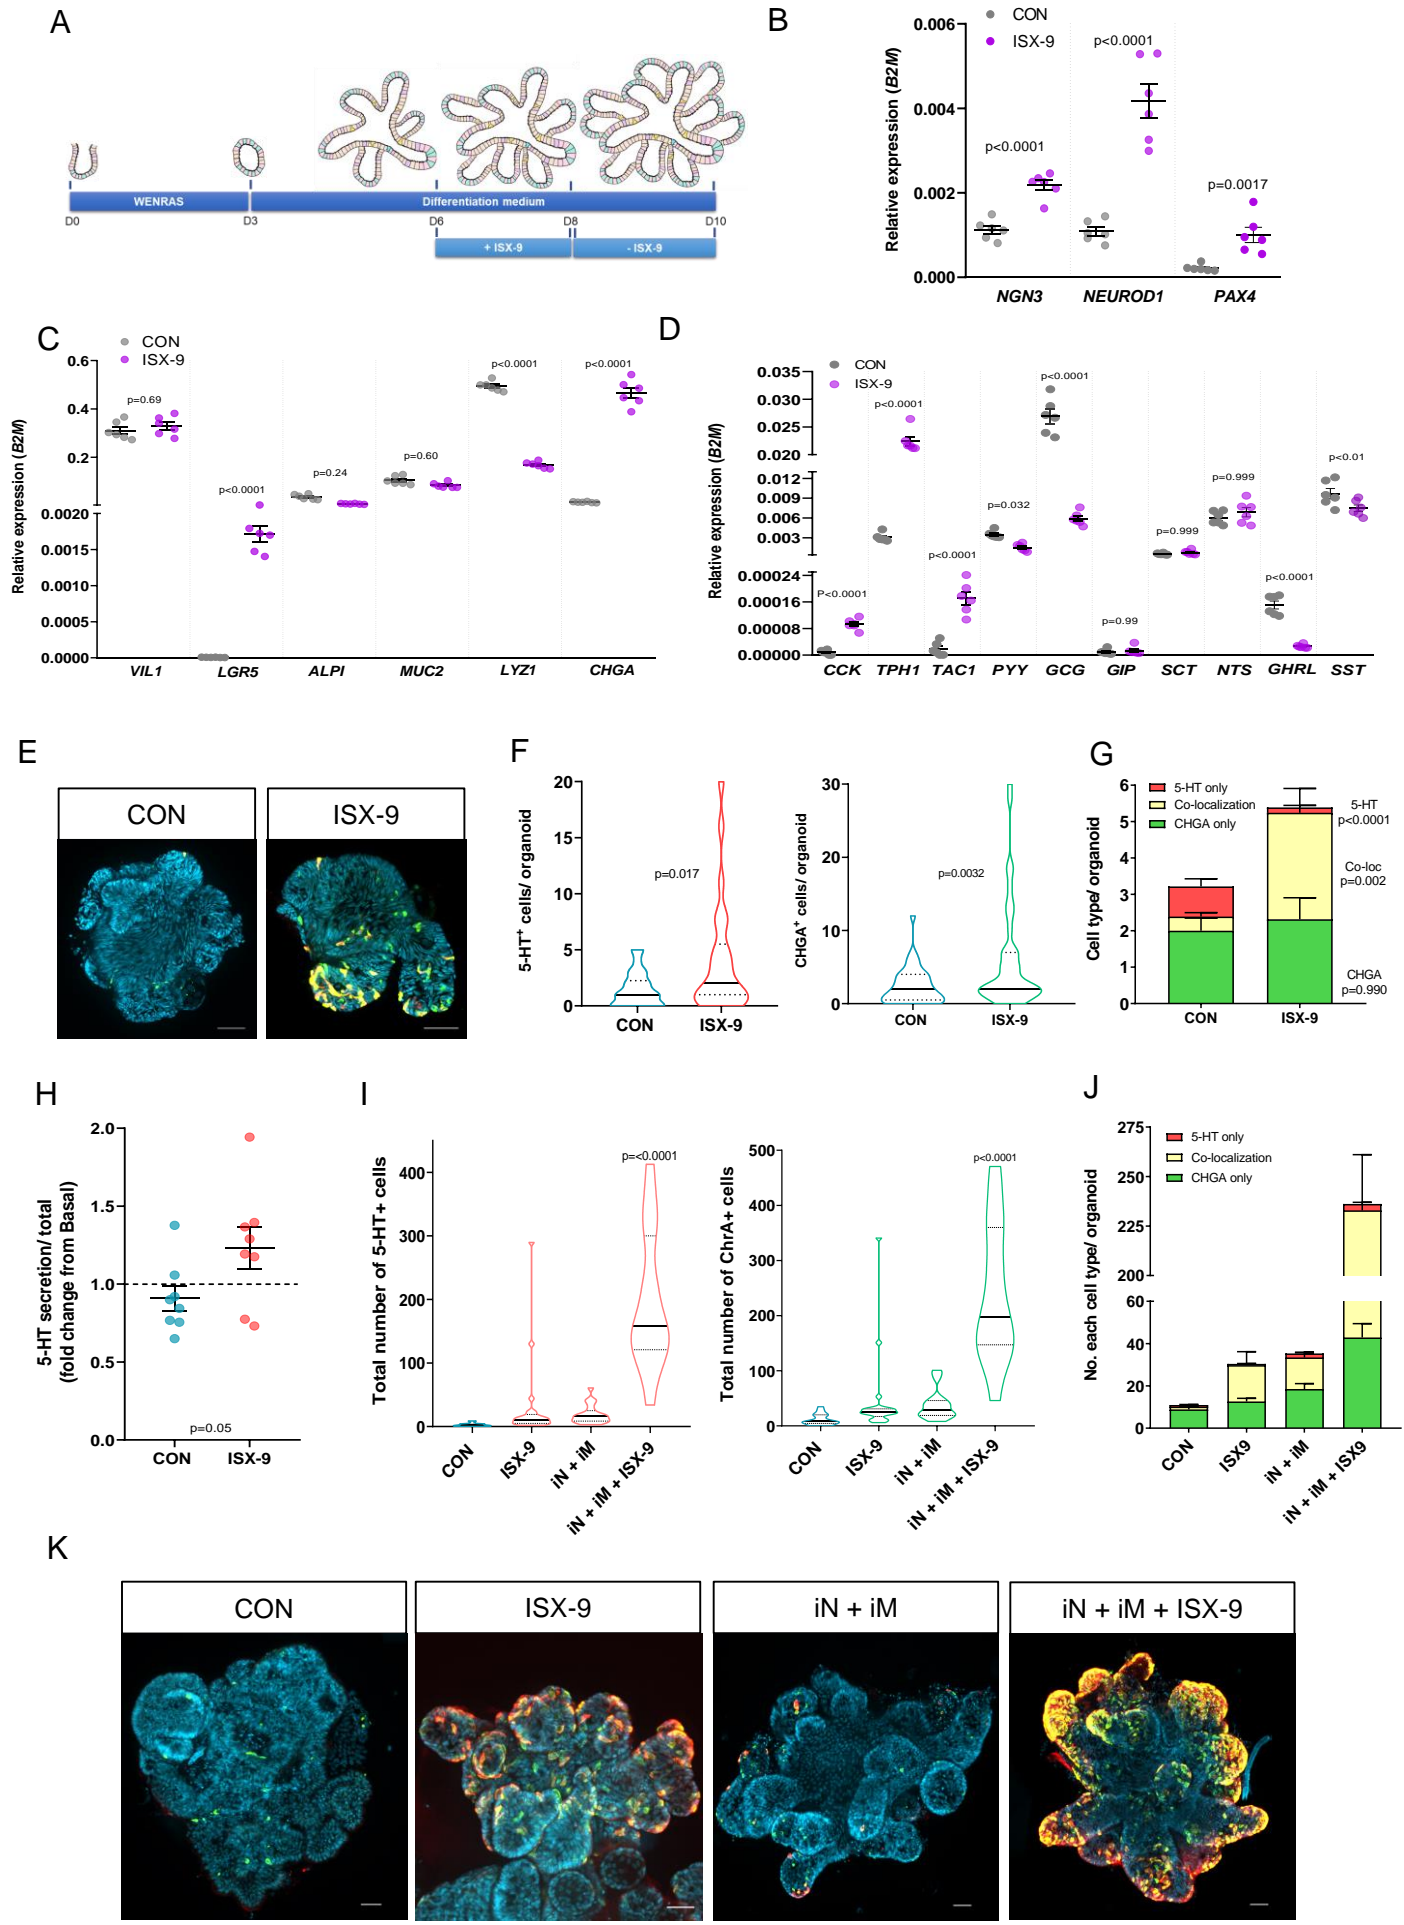 A
WENRAS
Differentiation medium
D0
D3
D6
D8
D10
+ ISX-9
- ISX-9
B
CON
ISX-9
Relative expression (B2M)
0.006
0.004
0.002
0.000
p<0.0001
p<0.0001
p=0.0017
NGN3
NEUROD1
PAX4
C
CON
ISX-9
Relative expression (B2M)
0.6
0.4
0.2
0.0020
0.0015
0.0010
0.0005
0.0000
p=0.69
p<0.0001
p=0.24
p=0.60
p<0.0001
p<0.0001
VIL1
LGR5
ALPI
MUC2
LYZ1
CHGA
D
CON
ISX-9
Relative expression (B2M)
0.035
0.030
0.025
0.020
0.012
0.009
0.006
0.003
0.00024
0.00016
0.00008
0.00000
P<0.0001
p<0.0001
p<0.0001
p=0.032
p<0.0001
p=0.99
p=0.999
p=0.999
p<0.0001
p<0.01
CCK
TPH1
TAC1
PYY
GCG
GIP
SCT
NTS
GHRL
SST
E
CON
ISX-9
F
5-HT+ cells/ organoid
20
15
10
5
0
p=0.017
CON
ISX-9
CHGA+ cells/ organoid
30
20
10
0
p=0.0032
CON
ISX-9
G
5-HT only
Co-localization
CHGA only
Cell type/ organoid
6
5
4
3
2
1
0
5-HT
p<0.0001
Co-loc
p=0.002
CHGA
p=0.990
CON
ISX-9
H
5-HT secretion/ total
(fold change from Basal)
2.0
1.5
1.0
0.5
0.0
p=0.05
CON
ISX-9
I
Total number of 5-HT+ cells
400
300
200
100
0
p=<0.0001
CON
ISX-9
iN + iM
iN + iM + ISX-9
Total number of ChrA+ cells
500
400
300
200
100
0
p<0.0001
CON
ISX-9
iN + iM
iN + iM + ISX-9
J
5-HT only
Co-localization
CHGA only
No. each cell type/ organoid
275
250
225
200
60
40
20
0
CON
ISX9
iN + iM
iN + iM + ISX9
K
CON
ISX-9
iN + iM
iN + iM + ISX-9